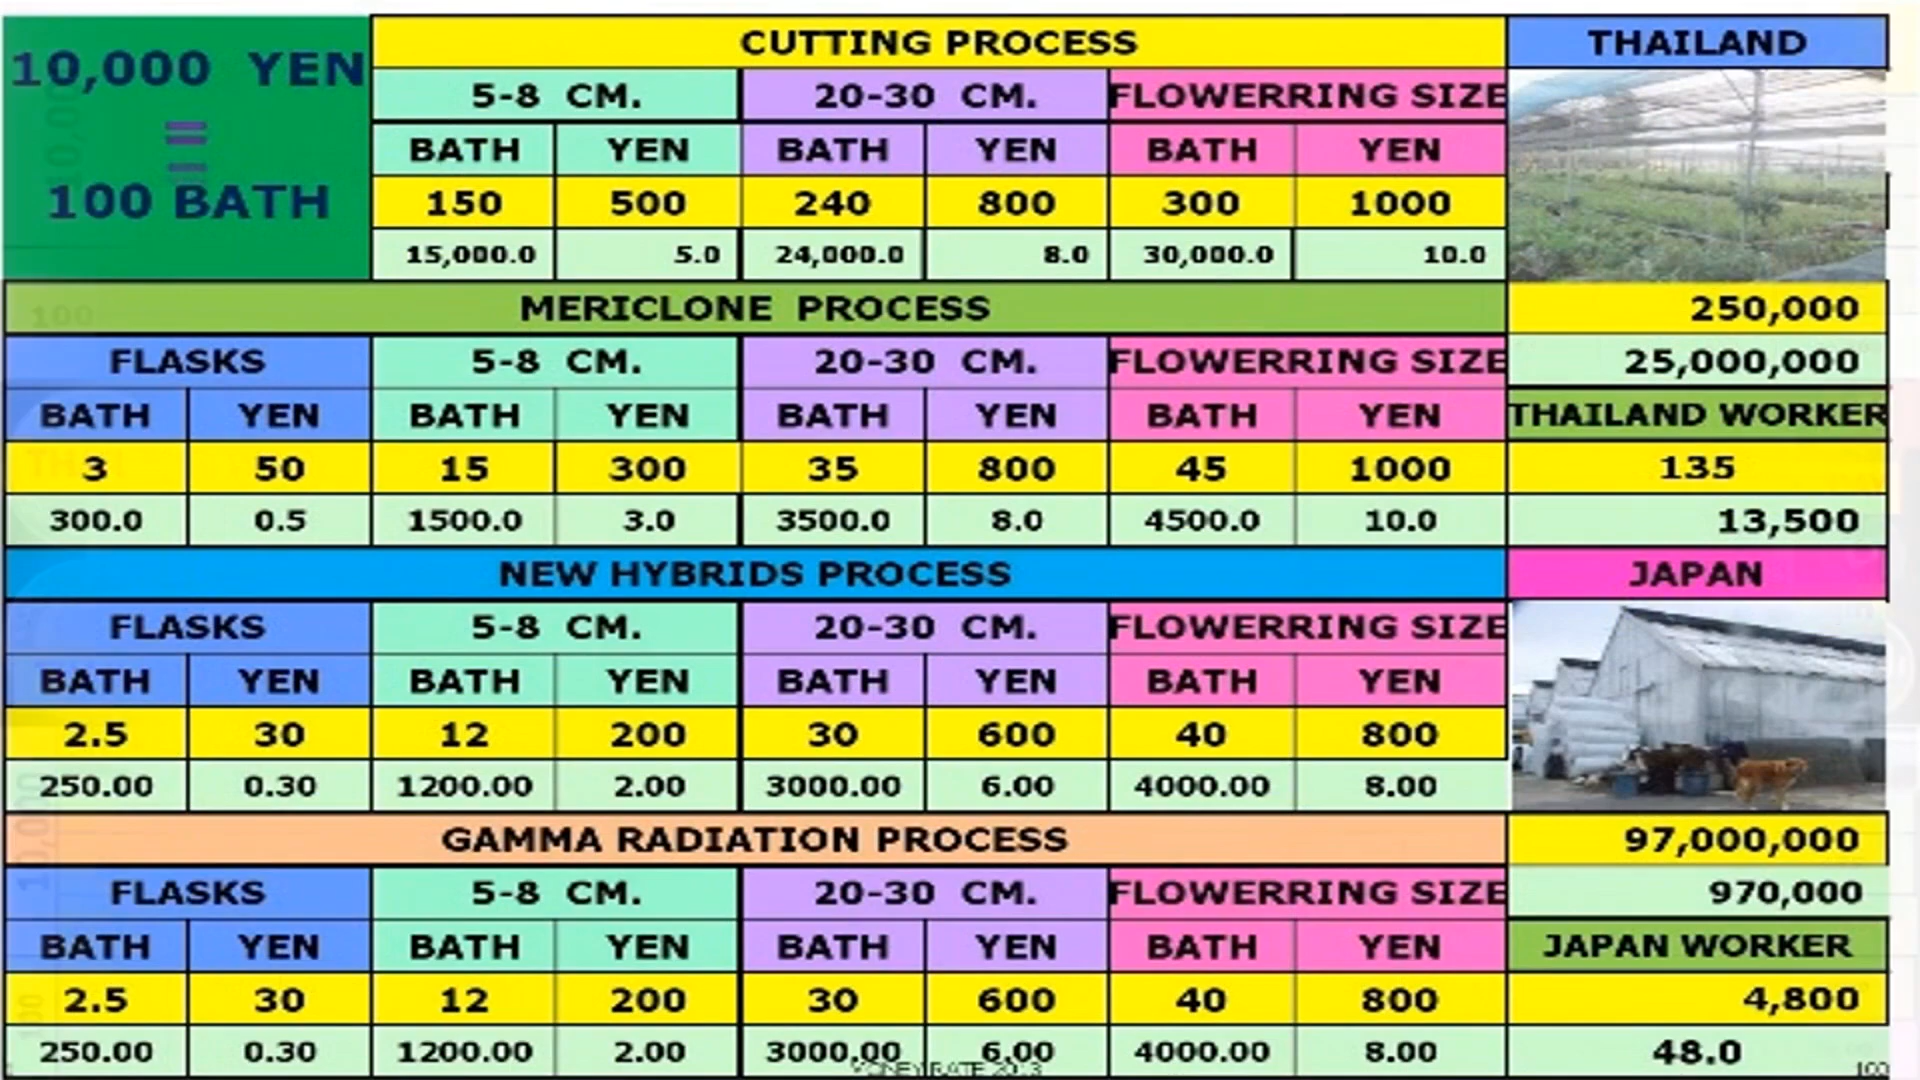 10,000 YEN
=
100 BATH
CUTTING PROCESS THAILAND
5-8 CM. 20-30 CM. FLOWERRING SIZE
BATH YEN BATH YEN BATH YEN
150 500 240 800 300 1000
15,000.0 5.0 24,000.0 8.0 30,000.0 10.0
MERICLONE PROCESS 250,000
FLASKS 5-8 CM. 20-30 CM. FLOWERRING SIZE 25,000,000
BATH YEN BATH YEN BATH YEN BATH YEN THAILAND WORKER
3 50 15 300 35 800 45 1000 135
300.0 0.5 1500.0 3.0 3500.0 8.0 4500.0 10.0 13,500
NEW HYBRIDS PROCESS JAPAN
FLASKS 5-8 CM. 20-30 CM. FLOWERRING SIZE
BATH YEN BATH YEN BATH YEN BATH YEN
2.5 30 12 200 30 600 40 800
250.00 0.30 1200.00 2.00 3000.00 6.00 4000.00 8.00
GAMMA RADIATION PROCESS 97,000,000
FLASKS 5-8 CM. 20-30 CM. FLOWERRING SIZE 970,000
BATH YEN BATH YEN BATH YEN BATH YEN JAPAN WORKER
2.5 30 12 200 30 600 40 800 4,800
250.00 0.30 1200.00 2.00 3000.00 6.00 4000.00 8.00 48.0
MONEY RATE 2013